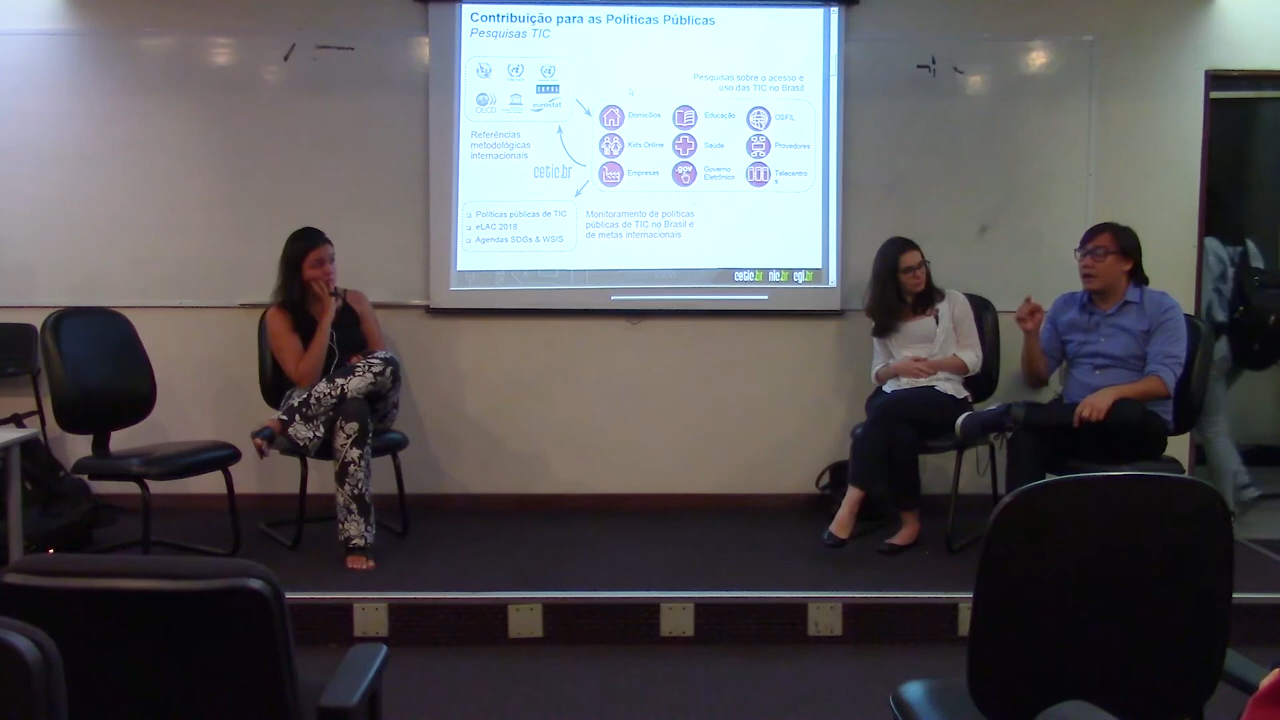 Contribuição para as Políticas Públicas
Pesquisas TIC
Pesquisas sobre o acesso e
uso das TIC no Brasil
OECD
eurostat
Referências
metodológicas
internacionais
cetic.br
Domicílios
Educação
OSFIL
Kids Online
Saúde
Provedores
Empresas
.gov
Governo
Eletrônico
Telecentro
s
Políticas públicas de TIC
eLAC 2018
Agendas SDGs & WSIS
Monitoramento de políticas
públicas de TIC no Brasil e
de metas internacionais
cetic.br nic.br cgi.br